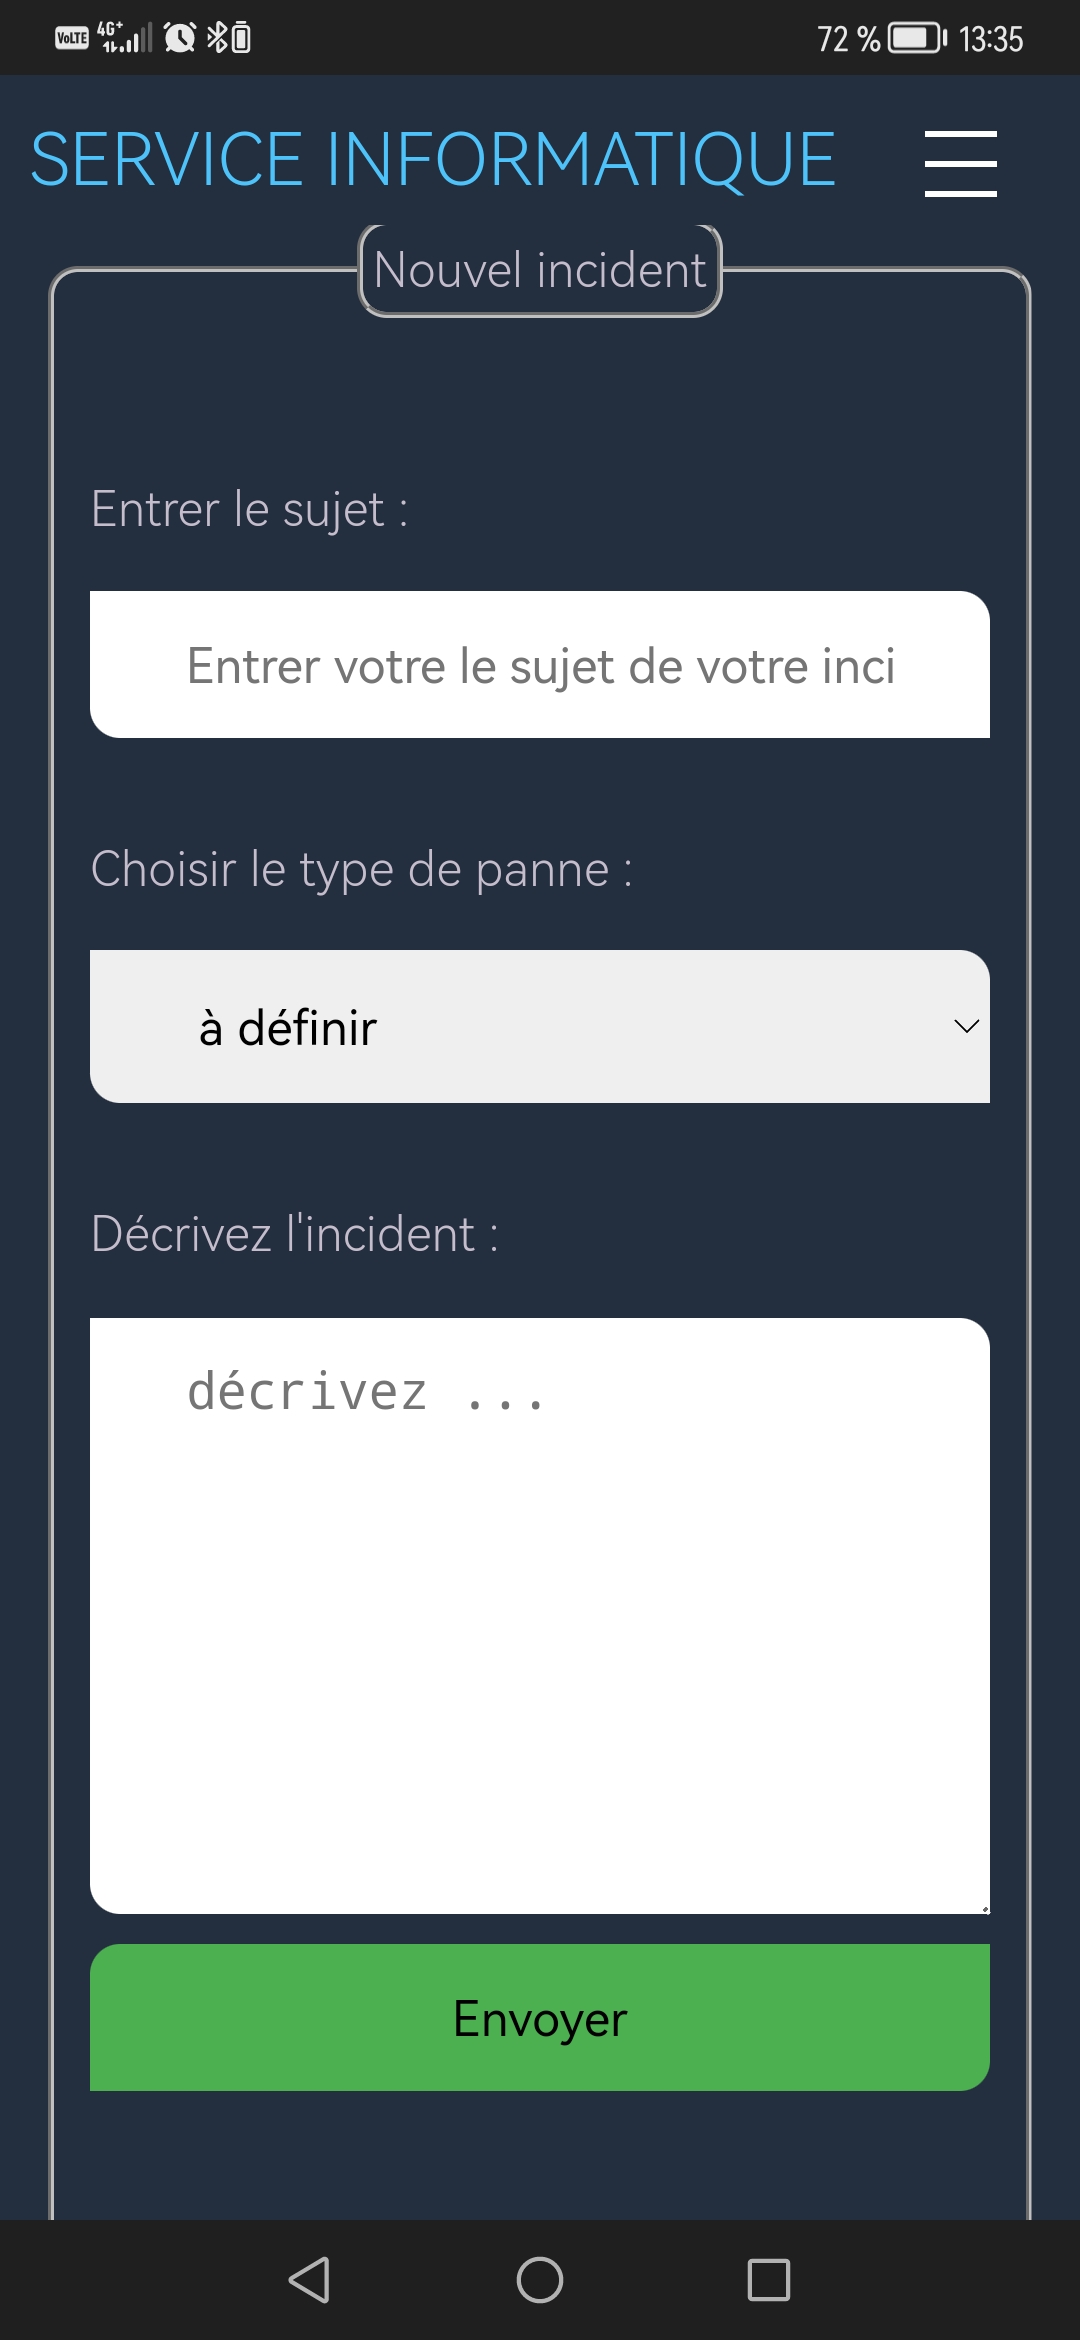 VoLTE 4G+ 72 % 13:35
SERVICE INFORMATIQUE
Nouvel incident
Entrer le sujet :
Entrer votre le sujet de votre inci
Choisir le type de panne :
à définir
Décrivez l'incident :
décrivez ...
Envoyer